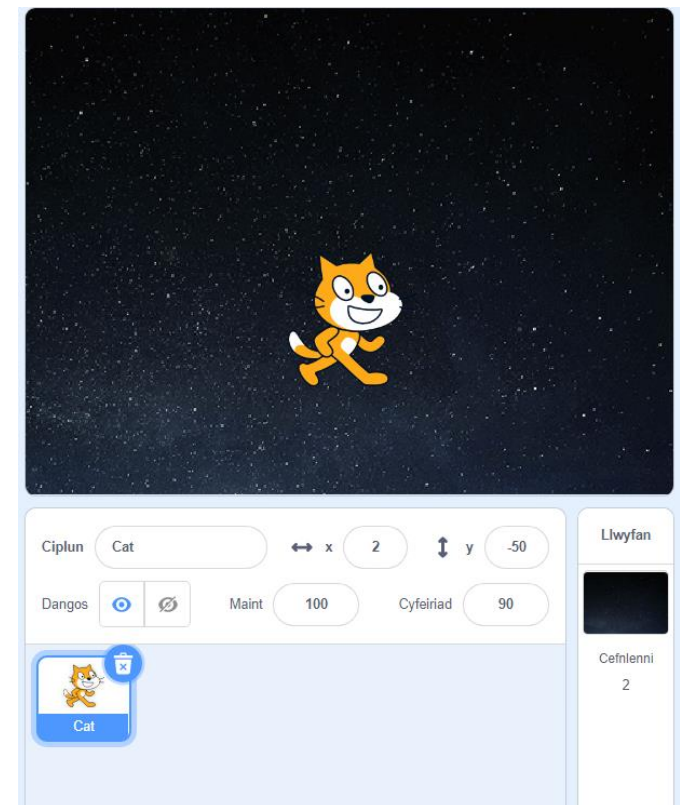 Ciplun Cat x 2 y -50
Dangos Maint 100 Cyfeiriad 90
Cat
Llwyfan
Cefnlenni
2